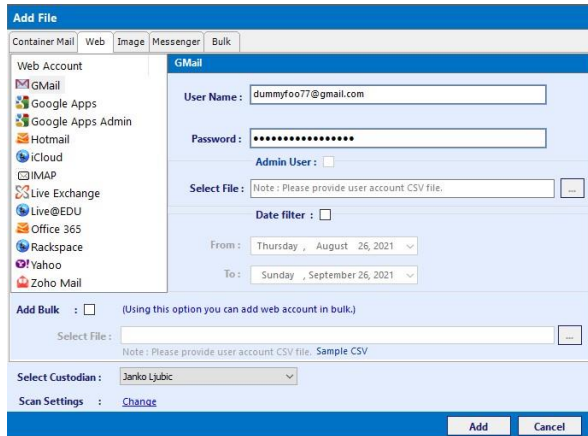 Add File
Container Mail Web Image Messenger Bulk
Web Account
GMail
Google Apps
Google Apps Admin
Hotmail
iCloud
IMAP
Live Exchange
Live@EDU
Office 365
Rackspace
Yahoo
Zoho Mail
GMail
User Name : dummyfoo77@gmail.com
Password : ••••••••••••••••
Admin User :
Select File : Note : Please provide user account CSV file. ...
Date filter :
From : Thursday , August 26, 2021
To : Sunday , September 26, 2021
Add Bulk : (Using this option you can add web account in bulk.)
Select File : ...
Note : Please provide user account CSV file. Sample CSV
Select Custodian : Janko Ljubic
Scan Settings : Change
Add Cancel